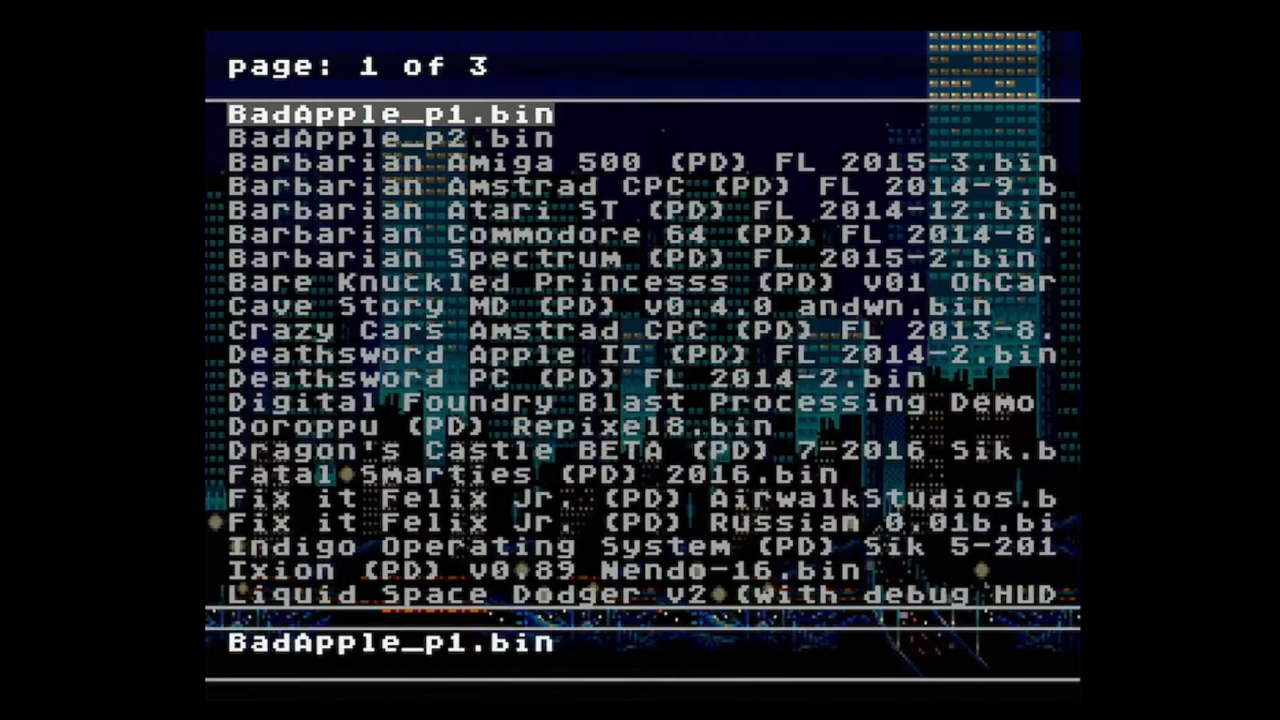 page: 1 of 3
BadApple_p1.bin
BadApple_p2.bin
Barbarian Amiga 500 (PD) FL 2015-3.bin
Barbarian Amstrad CPC (PD) FL 2014-9.b
Barbarian Atari ST (PD) FL 2014-12.bin
Barbarian Commodore 64 (PD) FL 2014-8.
Barbarian Spectrum (PD) FL 2015-2.bin
Bare Knuckled Princesss (PD) v01 OhCar
Cave Story MD (PD) v0.4.0 andwn.bin
Crazy Cars Amstrad CPC (PD) FL 2013-8.
Deathsword Apple II (PD) FL 2014-2.bin
Deathsword PC (PD) FL 2014-2.bin
Digital Foundry Blast Processing Demo
Doroppu (PD) Repixel8.bin
Dragon's Castle BETA (PD) 7-2016 Sik.b
Fatal Smarties (PD) 2016.bin
Fix it Felix Jr. (PD) AirwalkStudios.b
Fix it Felix Jr. (PD) Russian 0.01b.bi
Indigo Operating System (PD) Sik 5-201
Ixion (PD) v0.89 Nendo-16.bin
Liquid Space Dodger v2 (with debug HUD
BadApple_p1.bin